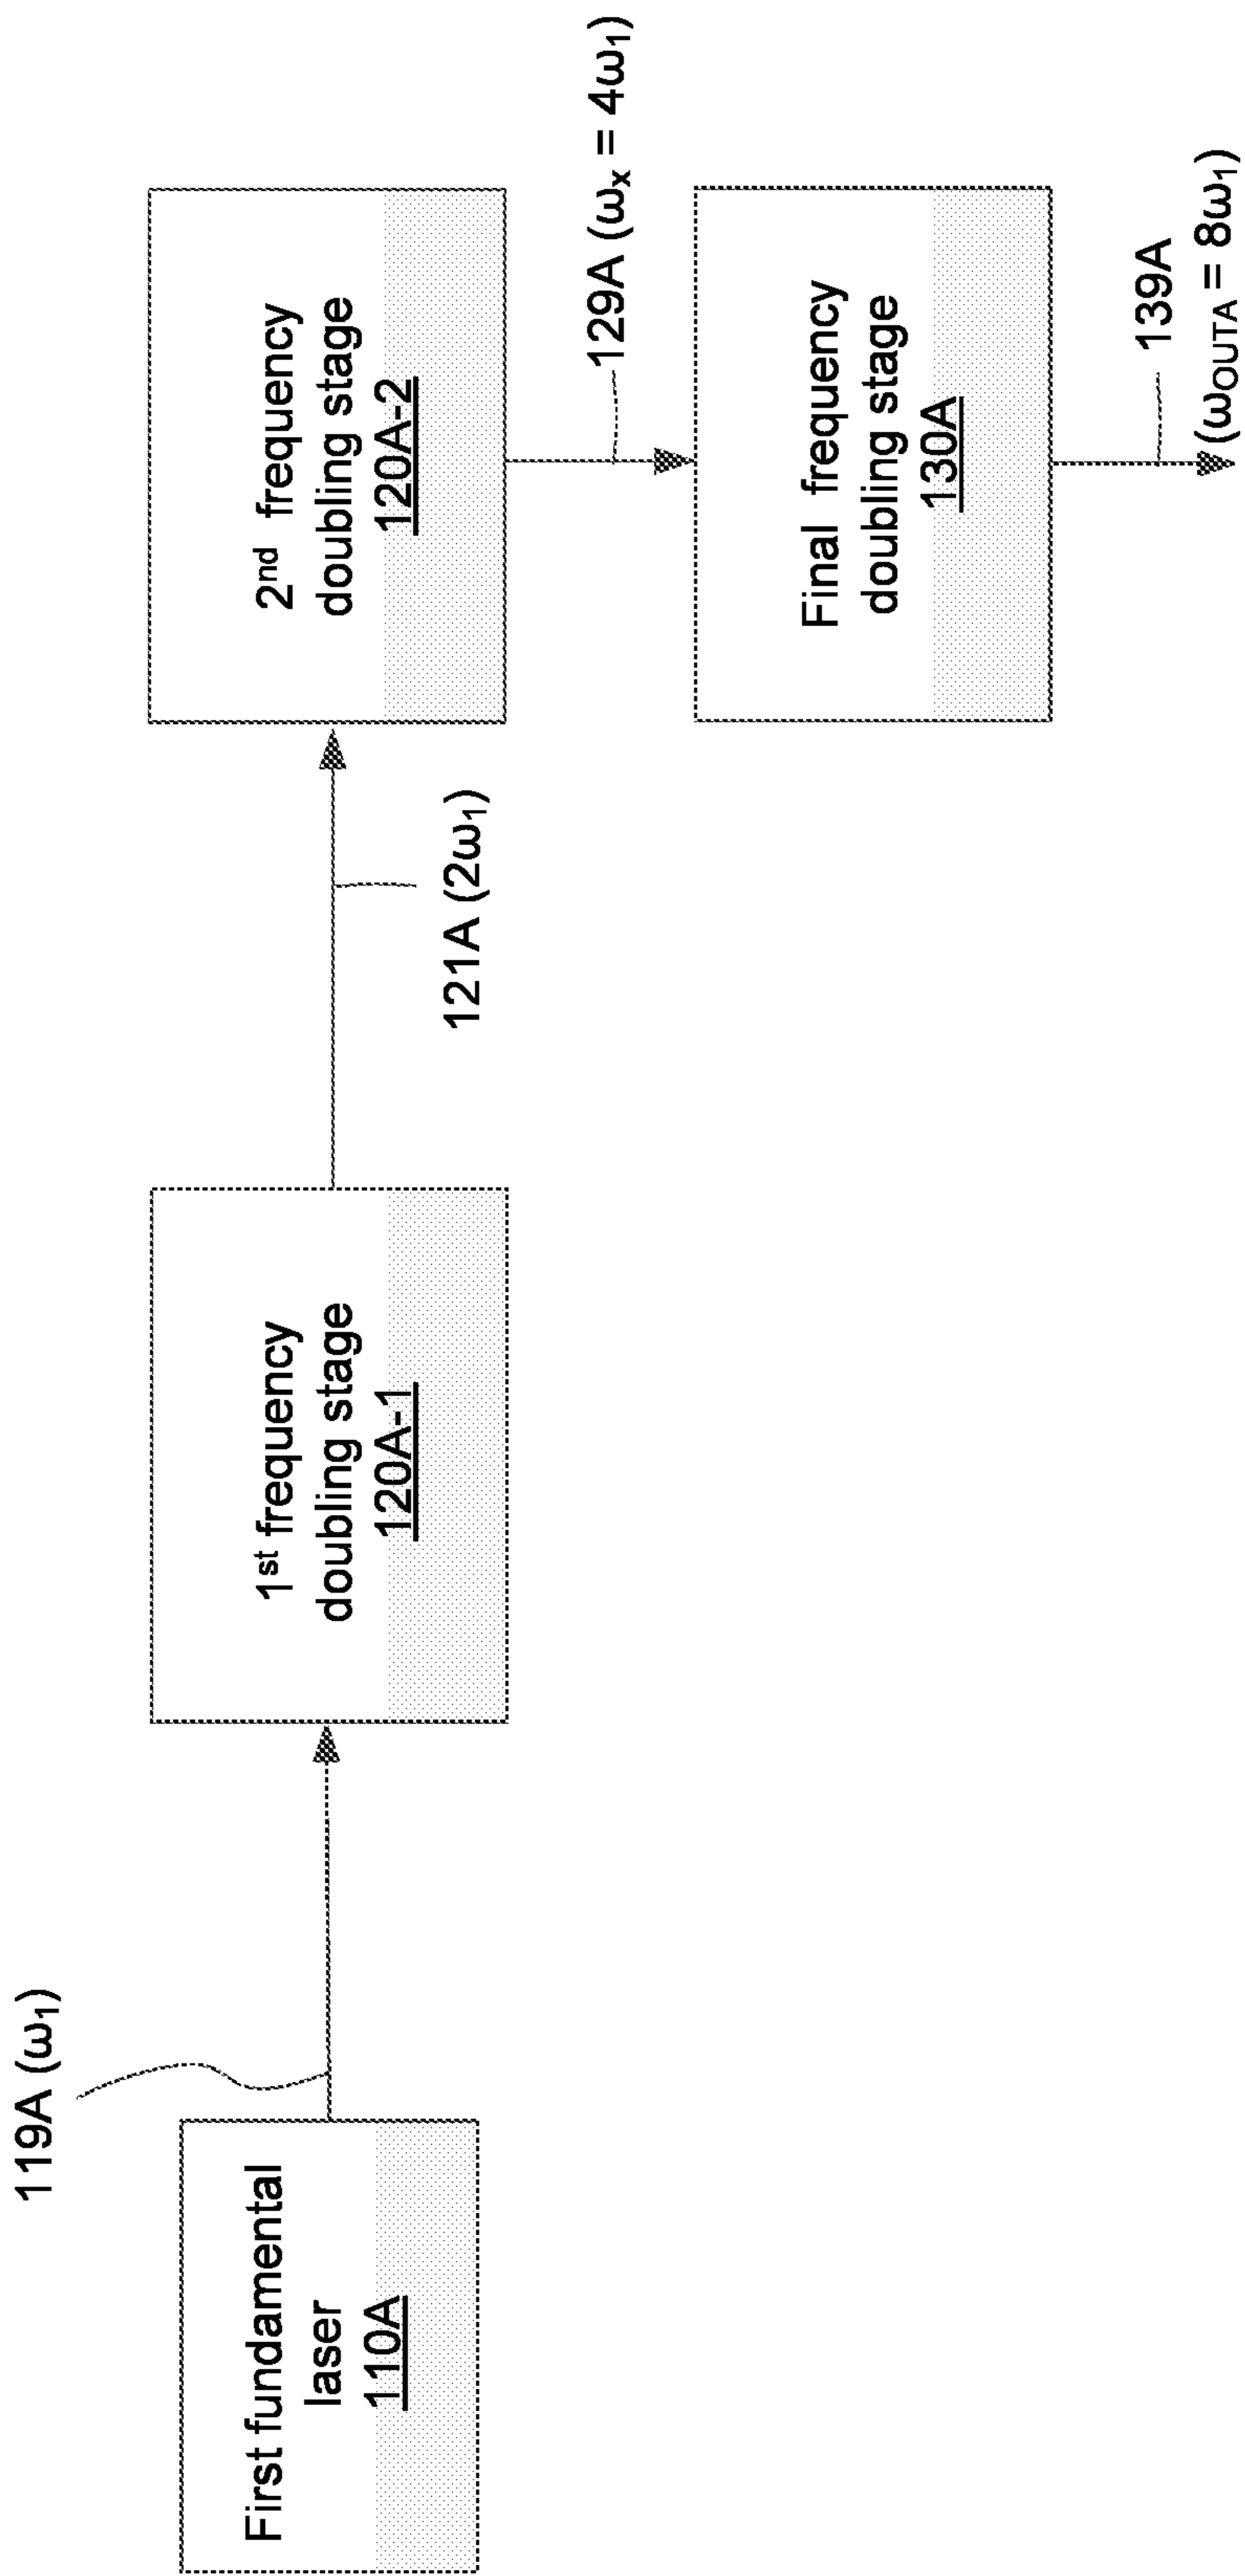 119A (ω₁)
First fundamental
laser
110A
1st frequency
doubling stage
120A-1
121A (2ω₁)
2nd frequency
doubling stage
120A-2
129A (ωₓ = 4ω₁)
Final frequency
doubling stage
130A
139A
(ωOUTA = 8ω₁)